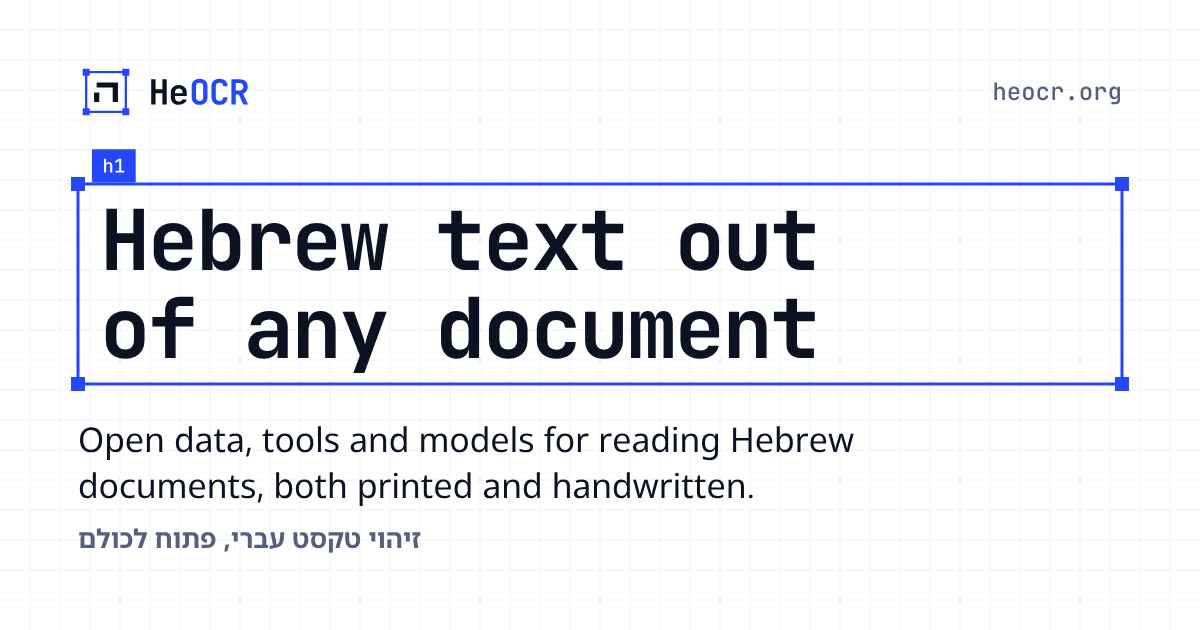 ה HeOCR
heocr.org
h1
Hebrew text out
of any document
Open data, tools and models for reading Hebrew
documents, both printed and handwritten.
זיהוי טקסט עברי, פתוח לכולם